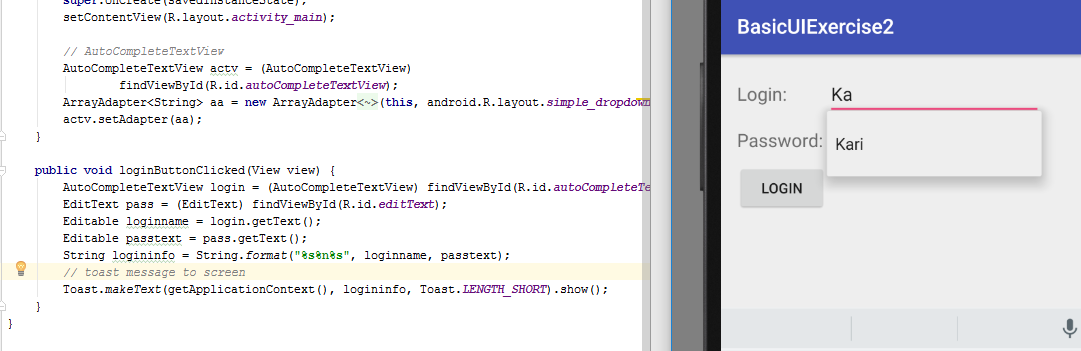 super.onCreate(savedInstanceState);
setContentView(R.layout.activity_main);
// AutoCompleteTextView
AutoCompleteTextView actv = (AutoCompleteTextView)
findViewById(R.id.autoCompleteTextView);
ArrayAdapter<String> aa = new ArrayAdapter<~>(this, android.R.layout.simple_dropdown
actv.setAdapter(aa);
}
public void loginButtonClicked(View view) {
AutoCompleteTextView login = (AutoCompleteTextView) findViewById(R.id.autoCompleteTe
EditText pass = (EditText) findViewById(R.id.editText);
Editable loginname = login.getText();
Editable passtext = pass.getText();
String logininfo = String.format("%s%n%s", loginname, passtext);
// toast message to screen
Toast.makeText(getApplicationContext(), logininfo, Toast.LENGTH_SHORT).show();
}
}
BasicUIExercise2
Login: Ka
Kari
Password:
LOGIN